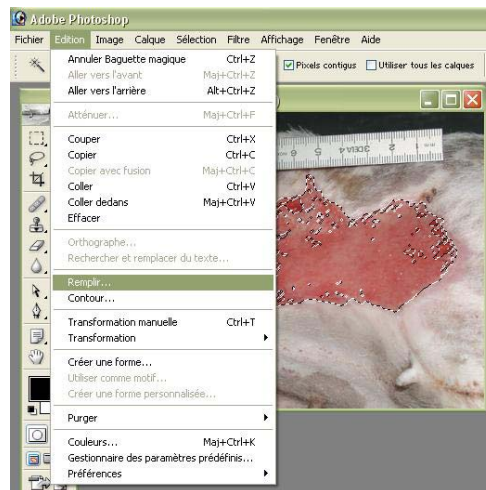 Adobe Photoshop
Fichier Edition Image Calque Sélection Filtre Affichage Fenêtre Aide
Annuler Baguette magique Ctrl+Z
Pixels contigus Utiliser tous les calques
Aller vers l'avant Maj+Ctrl+Z
Aller vers l'arrière Alt+Ctrl+Z
Atténuer... Maj+Ctrl+F
Couper Ctrl+X
Copier Ctrl+C
Copier avec fusion Maj+Ctrl+C
Coller Ctrl+V
Coller dedans Maj+Ctrl+V
Effacer
Orthographe...
Rechercher et remplacer du texte...
Remplir...
Contour...
Transformation manuelle Ctrl+T
Transformation
Créer une forme...
Utiliser comme motif...
Créer une forme personnalisée...
Purger
Couleurs... Maj+Ctrl+K
Gestionnaire des paramètres prédéfinis...
Préférences